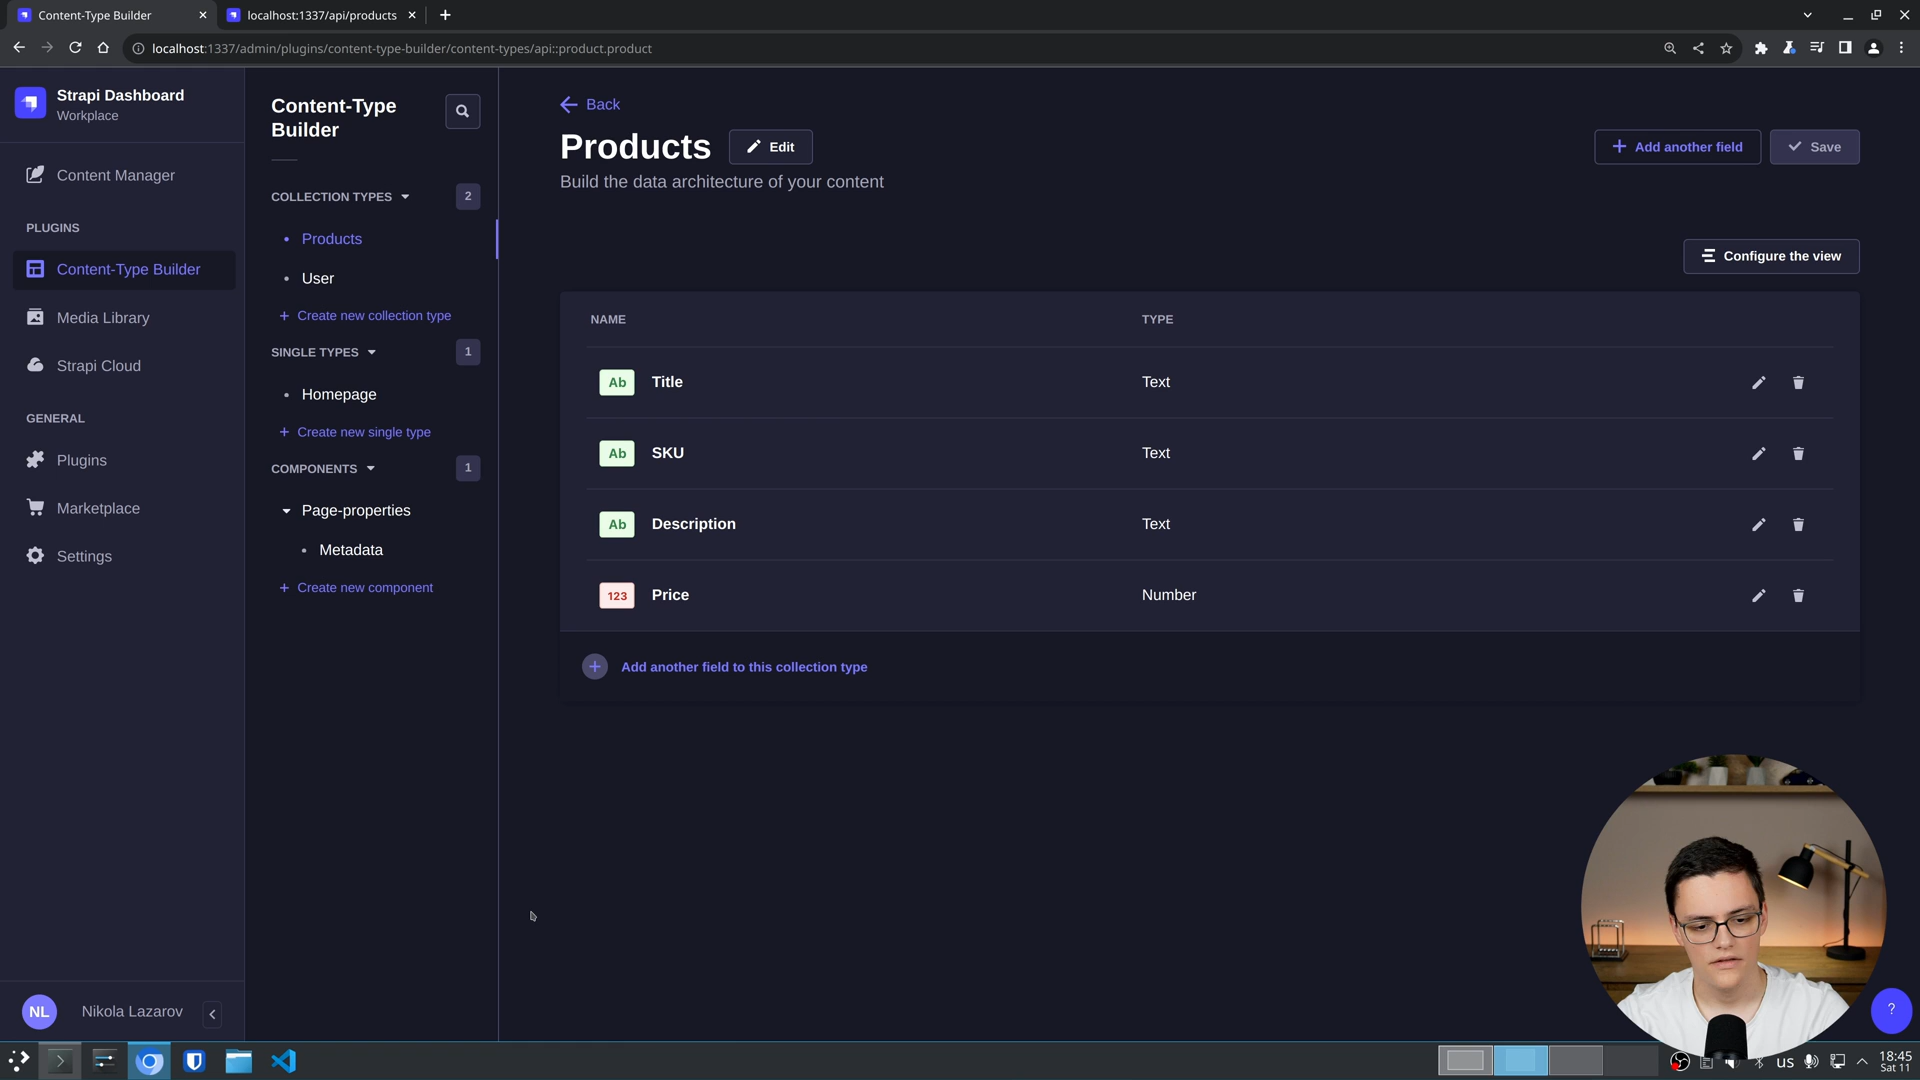 Content-Type Builder
localhost:1337/api/products
localhost:1337/admin/plugins/content-type-builder/content-types/api::product.product
Strapi Dashboard
Workplace
Content Manager
PLUGINS
Content-Type Builder
Media Library
Strapi Cloud
GENERAL
Plugins
Marketplace
Settings
NL
Nikola Lazarov
Content-Type
Builder
COLLECTION TYPES
2
Products
User
+ Create new collection type
SINGLE TYPES
1
Homepage
+ Create new single type
COMPONENTS
1
Page-properties
Metadata
+ Create new component
Back
Products
Edit
Build the data architecture of your content
+ Add another field
Save
Configure the view
NAME
TYPE
Ab
Title
Text
Ab
SKU
Text
Ab
Description
Text
123
Price
Number
+ Add another field to this collection type
?
us
18:45
Sat 11